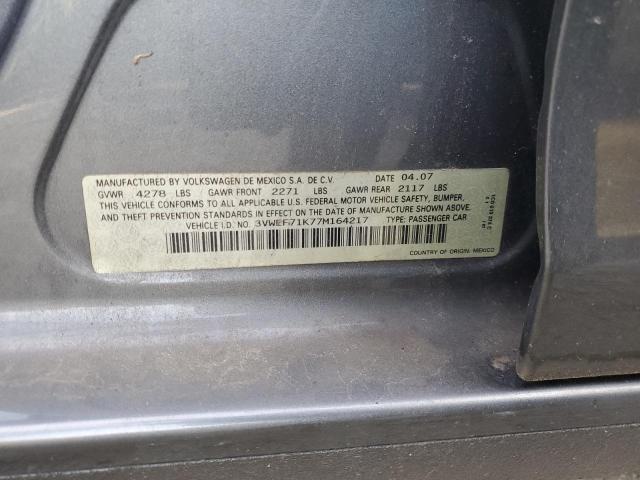 MANUFACTURED BY VOLKSWAGEN DE MEXICO S.A. DE C.V. DATE 04.07
GVWR 4278 LBS GAWR FRONT 2271 LBS GAWR REAR 2117 LBS
THIS VEHICLE CONFORMS TO ALL APPLICABLE U.S. FEDERAL MOTOR VEHICLE SAFETY, BUMPER,
AND THEFT PREVENTION STANDARDS IN EFFECT ON THE DATE OF MANUFACTURE SHOWN ABOVE.
VEHICLE I.D. NO. 3VWEF71K77M164217 TYPE: PASSENGER CAR
COUNTRY OF ORIGIN: MEXICO